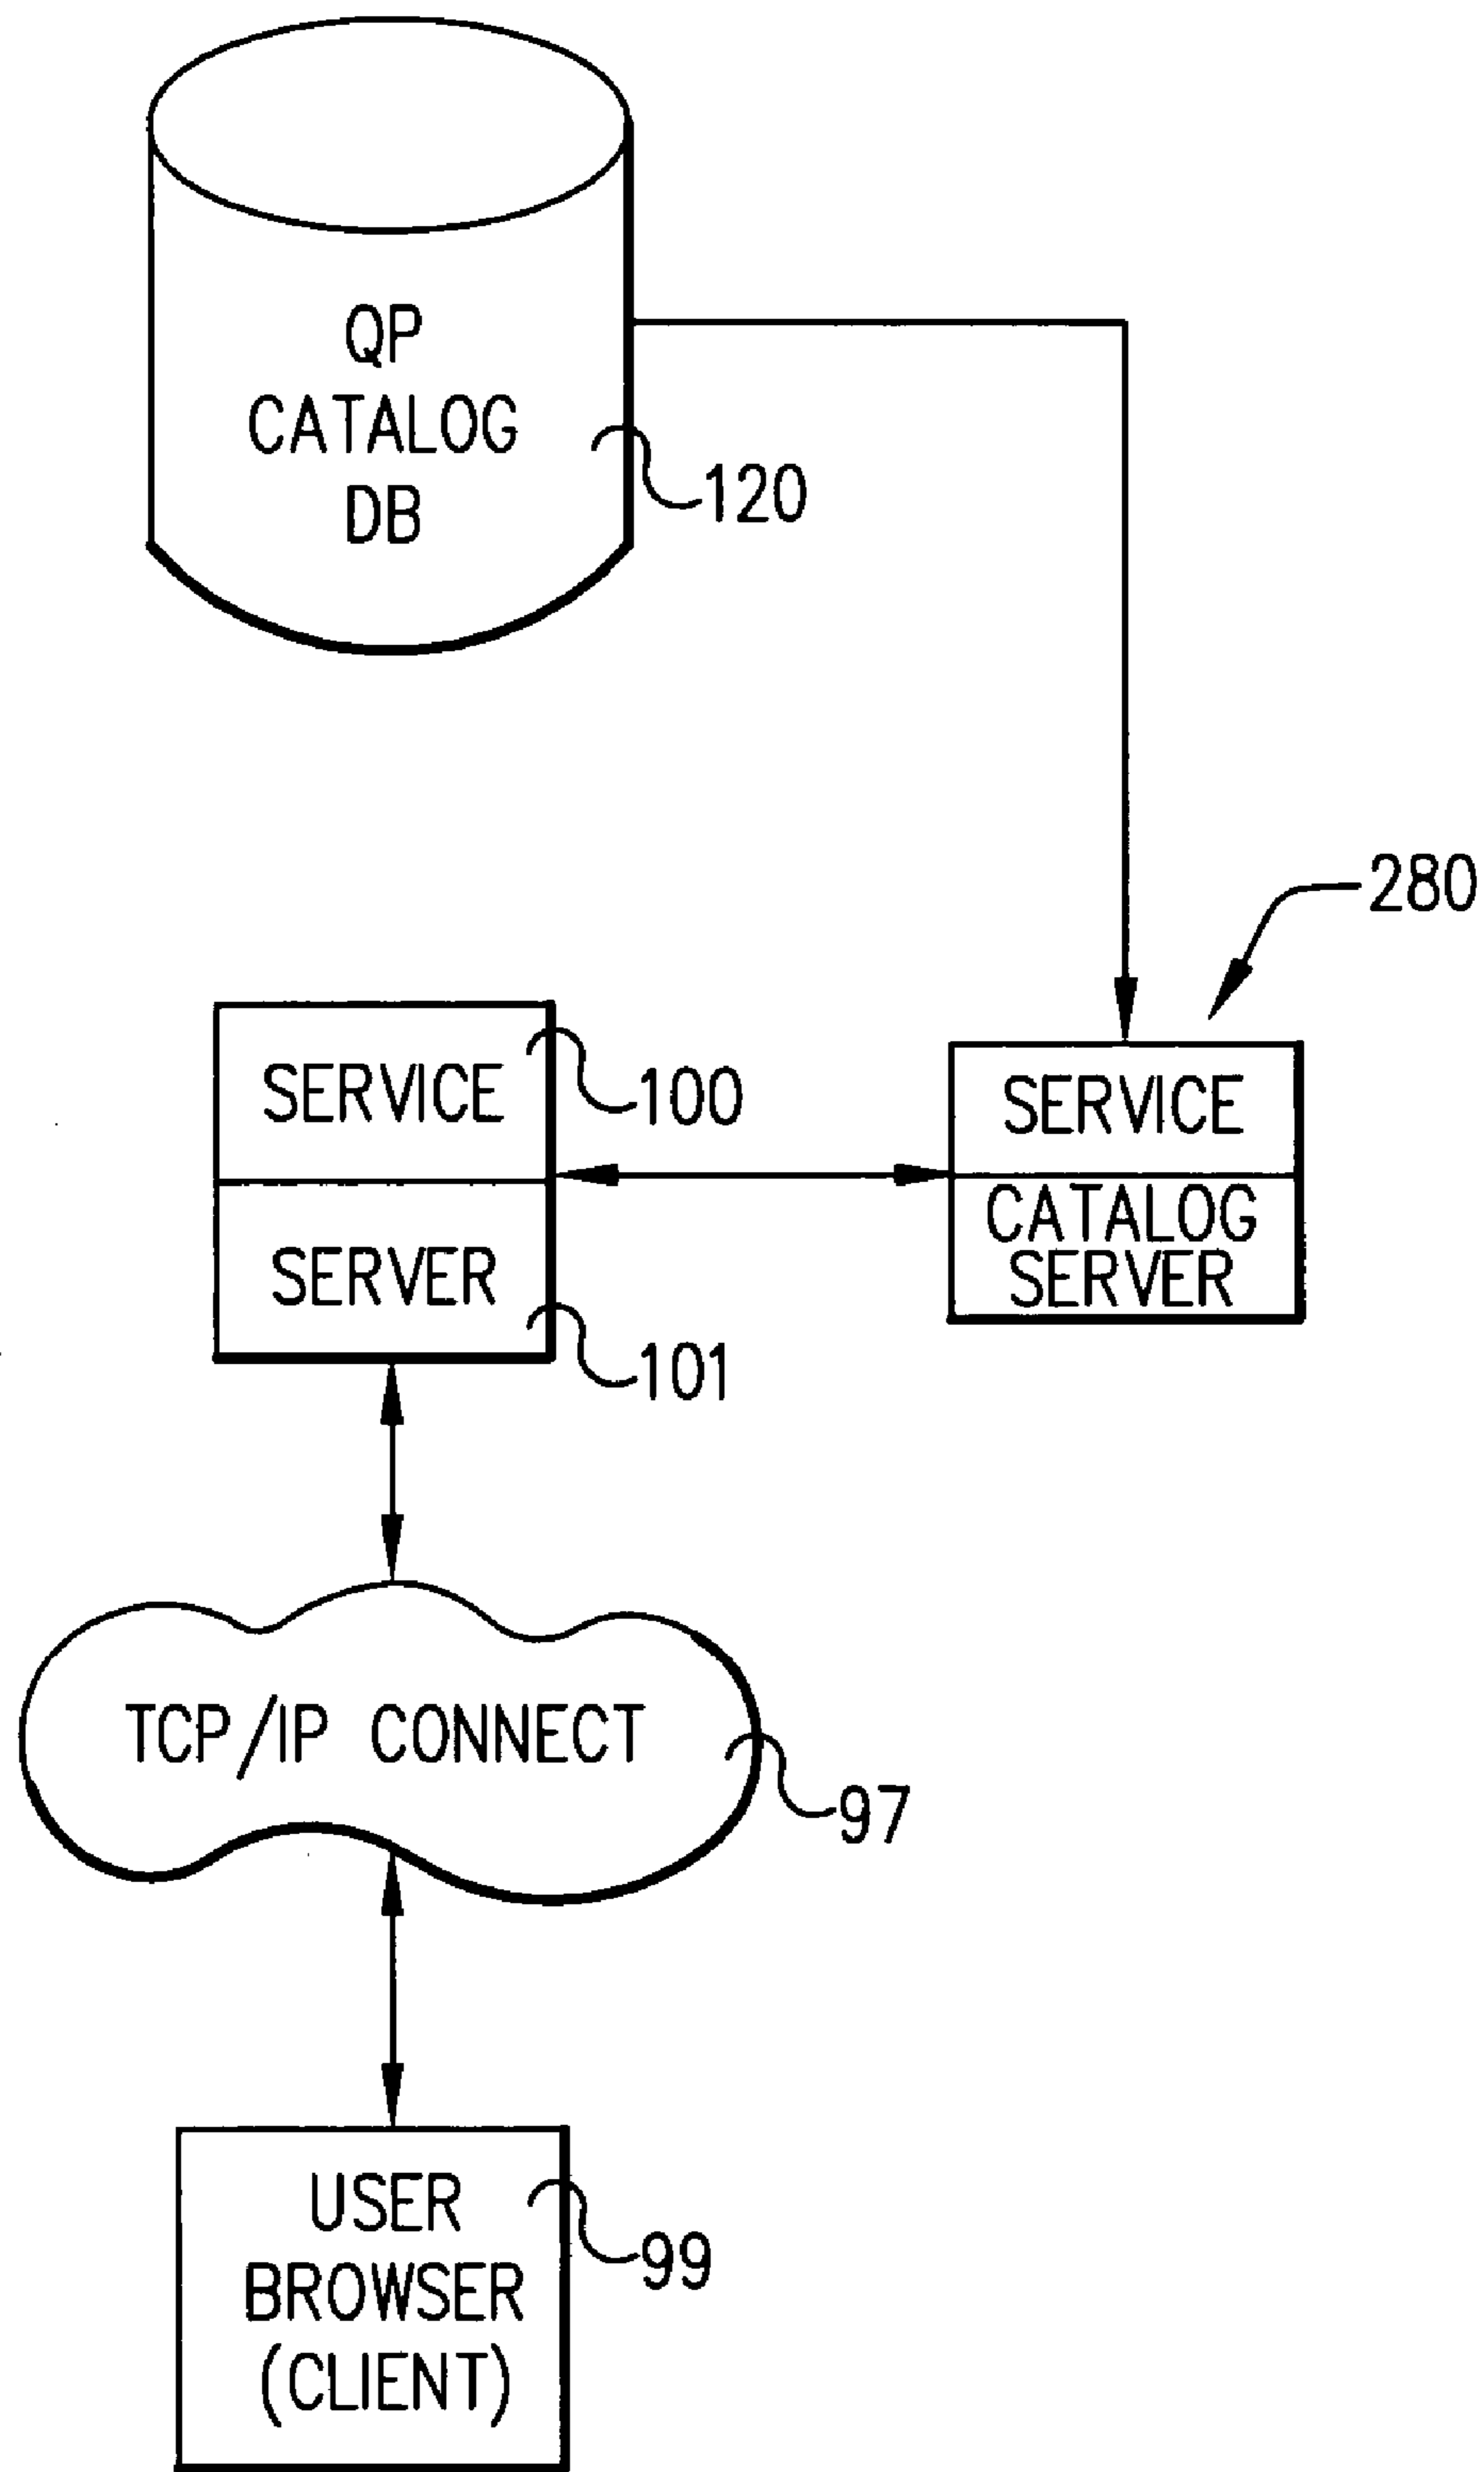 QP
CATALOG
DB
120
280
SERVICE
100
SERVICE
SERVER
101
CATALOG
SERVER
TCP/IP CONNECT
97
USER
BROWSER
(CLIENT)
99